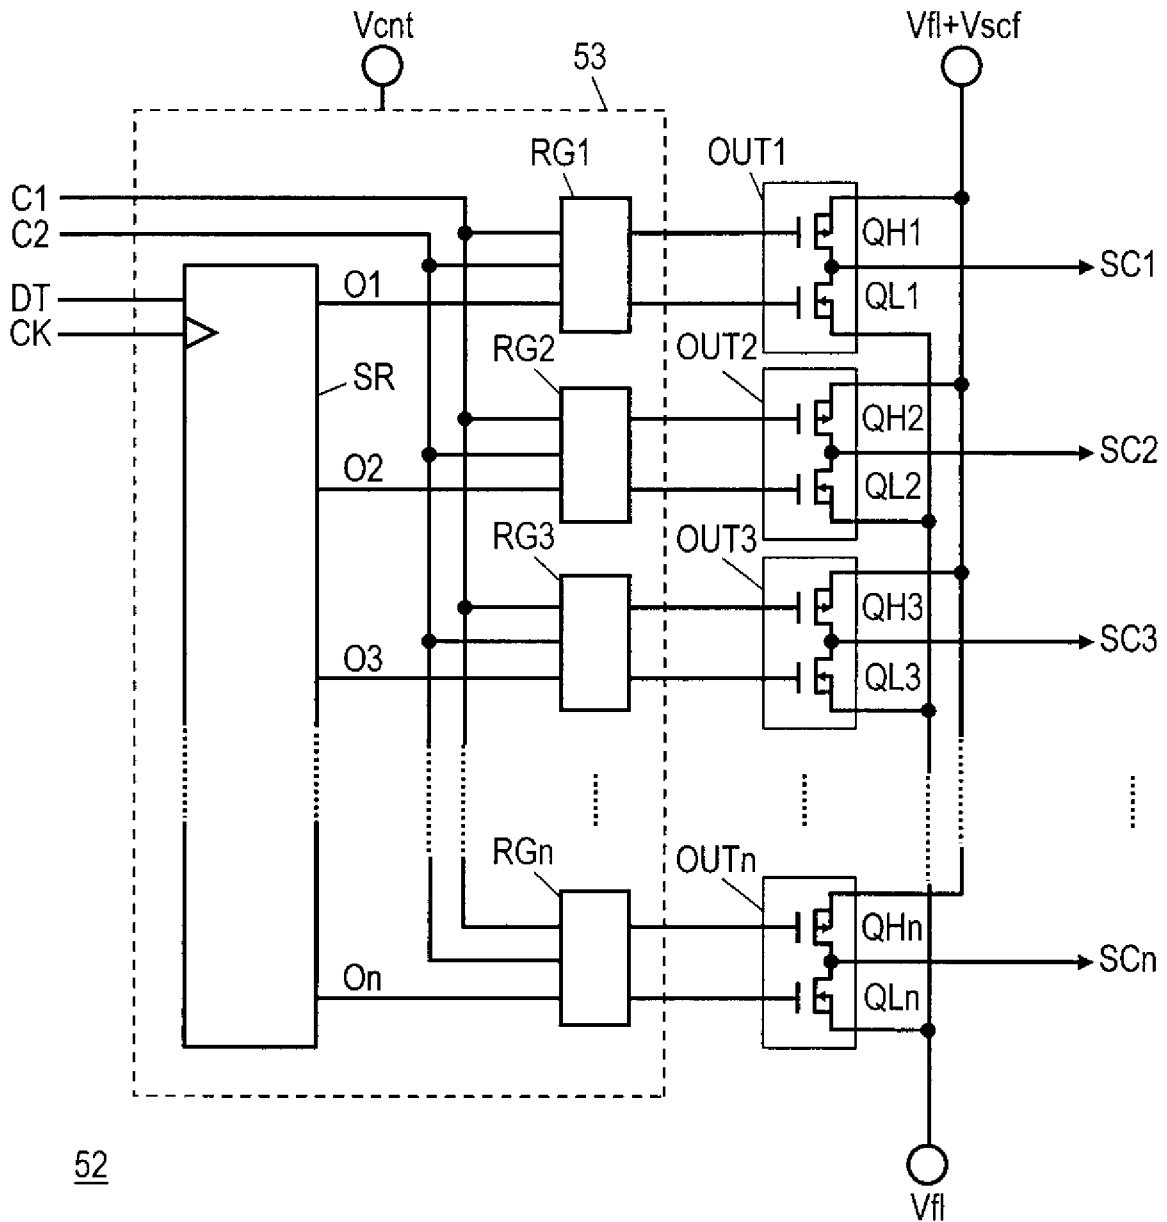 Vcnt
Vfl+Vscf
53
RG1
OUT1
C1
C2
QH1
SC1
DT
O1
QL1
CK
RG2
OUT2
SR
QH2
SC2
O2
QL2
RG3
OUT3
QH3
SC3
O3
QL3
RGn
OUTn
QHn
SCn
On
QLn
52
Vfl